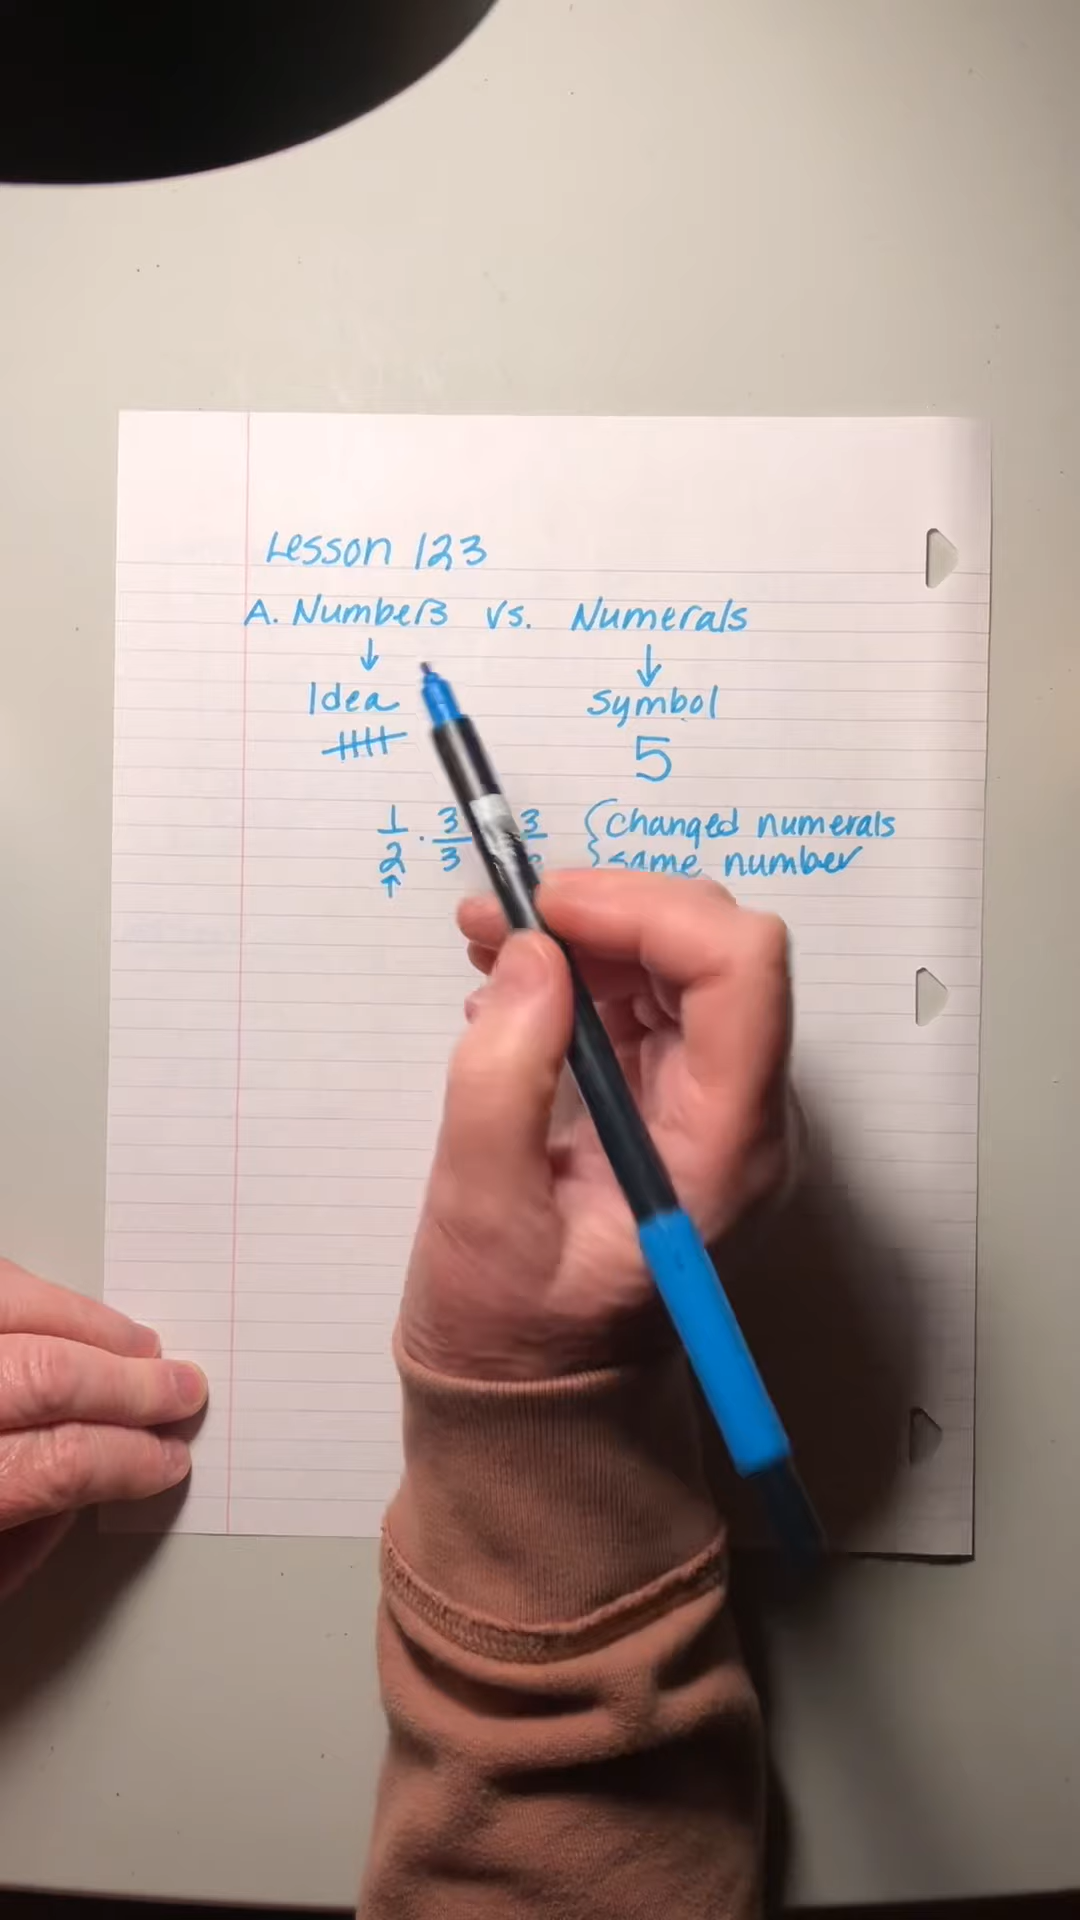 Lesson 123
A. Numbers vs. Numerals
↓ ↓
Idea Symbol
5
1/2 · 3/3 3 {changed numerals
same number
↑